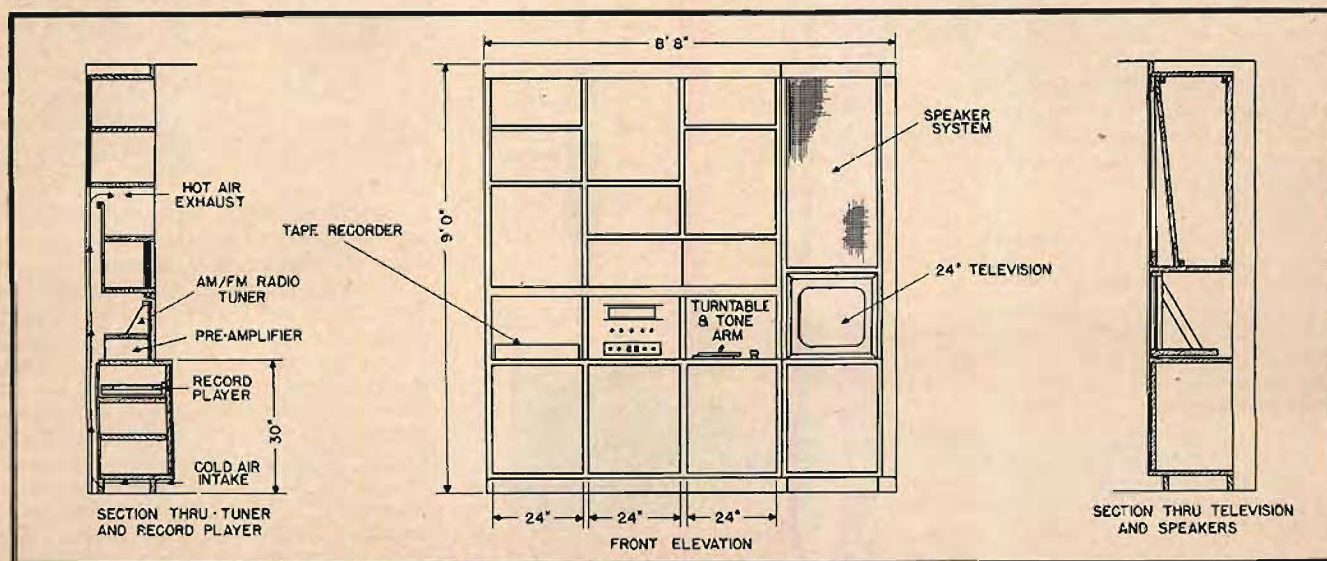 HOT AIR
EXHAUST
AM/FM RADIO
TUNER
PRE-AMPLIFIER
RECORD
PLAYER
30"
COLD AIR
INTAKE
SECTION THRU·TUNER
AND RECORD PLAYER
8'8"
9'0"
TAPE RECORDER
SPEAKER
SYSTEM
24" TELEVISION
TURNTABLE
& TONE
ARM
24"
24"
24"
FRONT ELEVATION
SECTION THRU TELEVISION
AND SPEAKERS